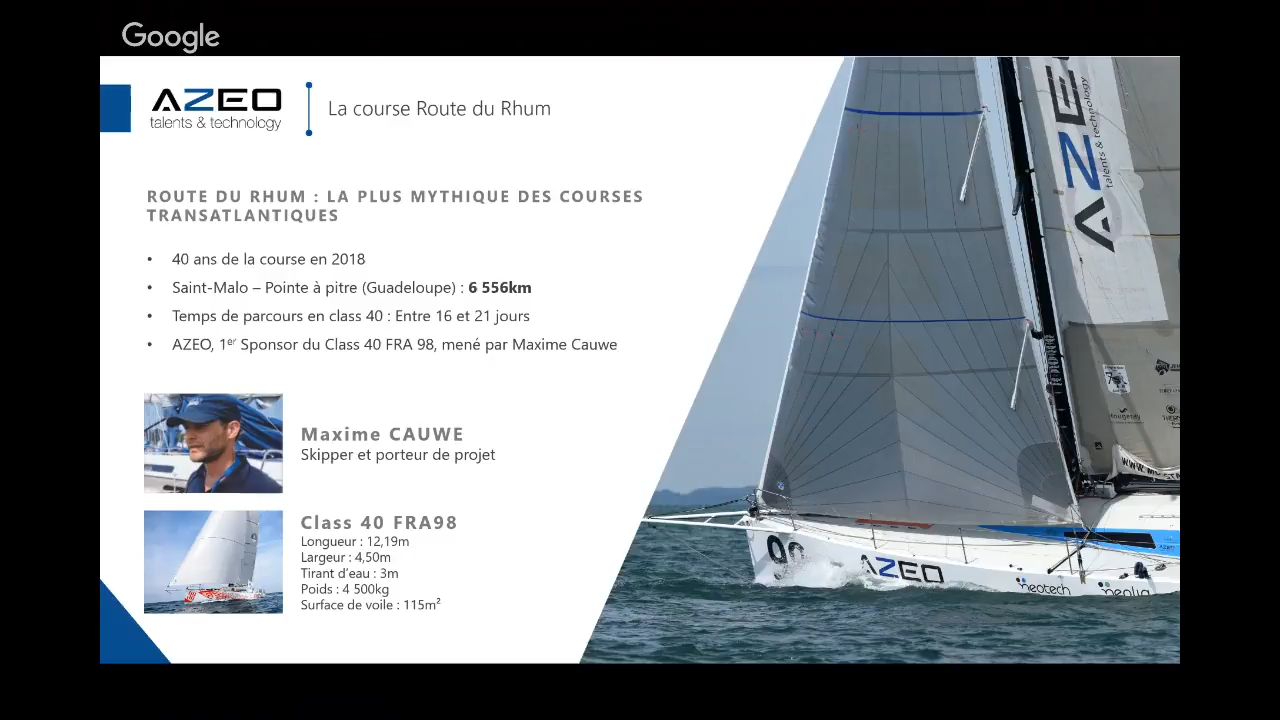 Google
AZEO
talents & technology
La course Route du Rhum
ROUTE DU RHUM : LA PLUS MYTHIQUE DES COURSES
TRANSATLANTIQUES
• 40 ans de la course en 2018
• Saint-Malo – Pointe à pitre (Guadeloupe) : 6 556km
• Temps de parcours en class 40 : Entre 16 et 21 jours
• AZEO, 1er Sponsor du Class 40 FRA 98, mené par Maxime Cauwe
Maxime CAUWE
Skipper et porteur de projet
Class 40 FRA98
Longueur : 12,19m
Largeur : 4,50m
Tirant d'eau : 3m
Poids : 4 500kg
Surface de voile : 115m²
AZEO
talents & technology
AZEO
neotech
neolia